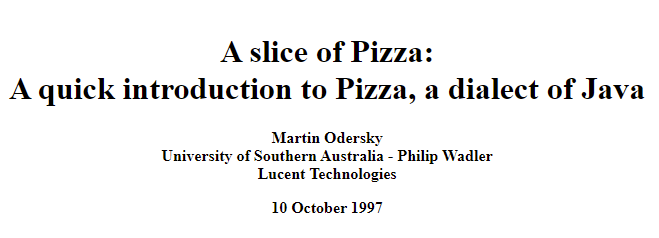 A slice of Pizza:
A quick introduction to Pizza, a dialect of Java
Martin Odersky
University of Southern Australia - Philip Wadler
Lucent Technologies
10 October 1997